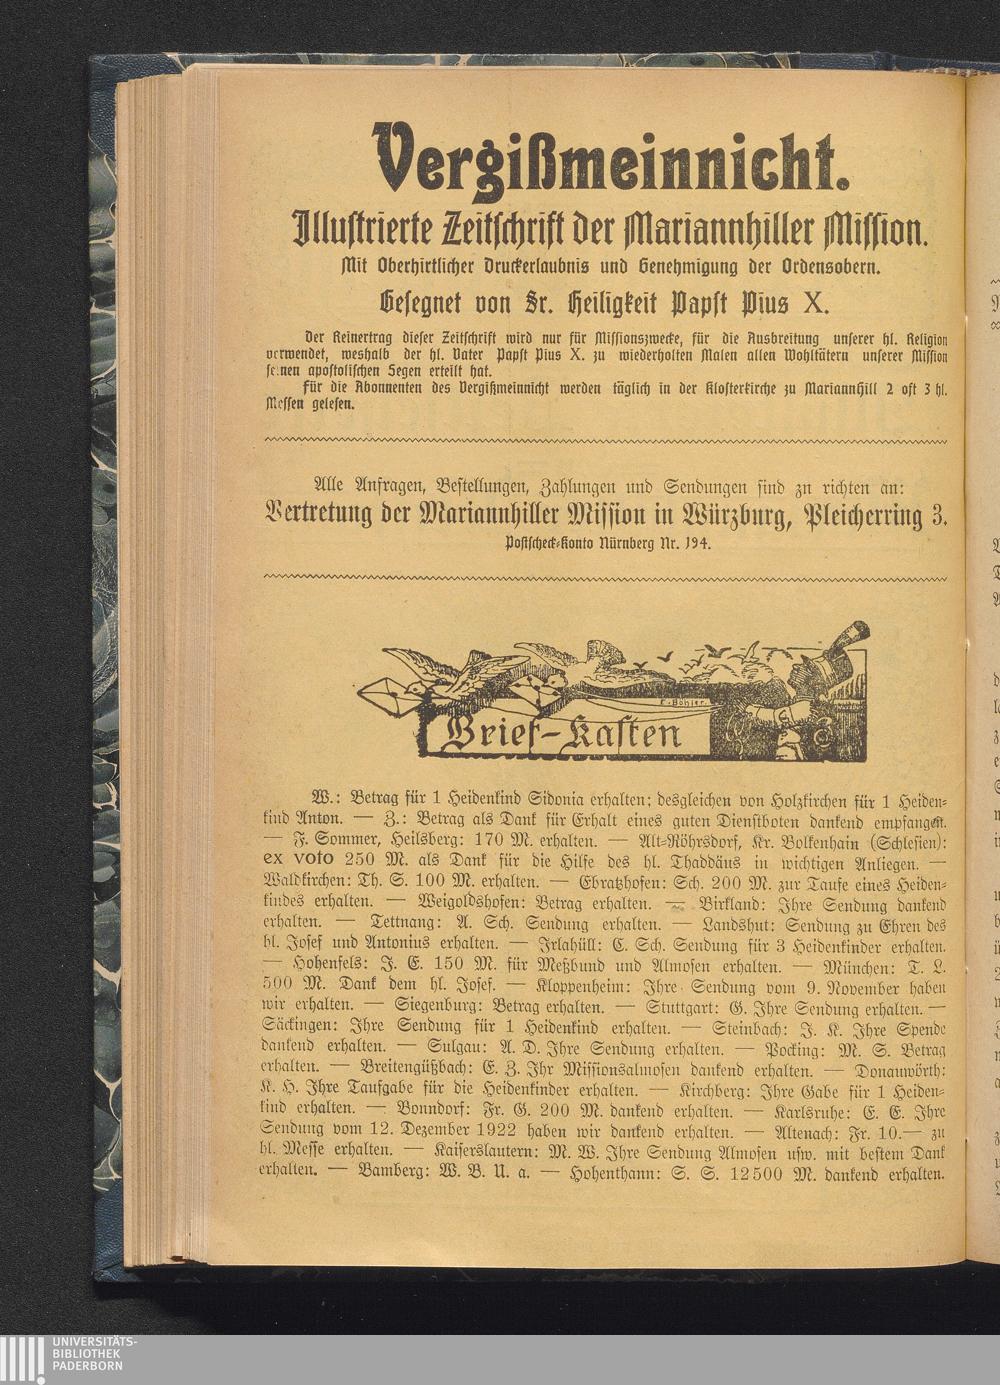 Vergißmeinnicht.
Illustrierte Zeitschrift der Mariannhiller Mission.
Mit Oberhirtlicher Druckerlaubnis und Genehmigung der Ordensobern.
Gesegnet von Sr. Heiligkeit Papst Pius X.
Der Reinertrag dieser Zeitschrift wird nur für Missionszwecke, für die Ausbreitung unserer hl. Religion
verwendet, weshalb der hl. Vater Papst Pius X. zu wiederholten Malen allen Wohltätern unserer Mission
seinen apostolischen Segen erteilt hat.
Für die Abonnenten des Vergißmeinnicht werden täglich in der Klosterkirche zu Mariannhill 2 oft 3 hl.
Messen gelesen.
Alle Anfragen, Bestellungen, Zahlungen und Sendungen sind zu richten an:
Vertretung der Mariannhiller Mission in Würzburg, Pleicherring 3.
Postscheck-Konto Nürnberg Nr. 194.
Brief-Kasten
W.: Betrag für 1 Heidenkind Sidonia erhalten; desgleichen von Holzkirchen für 1 Heiden-
kind Anton. — Z.: Betrag als Dank für Erhalt eines guten Dienstboten dankend empfangen.
— F. Sommer, Heilsberg: 170 M. erhalten. — Alt-Röhrsdorf, Kr. Bolkenhain (Schlesien):
ex voto 250 M. als Dank für die Hilfe des hl. Thaddäus in wichtigen Anliegen. —
Waldkirchen: Th. S. 100 M. erhalten. — Ebratzhofen: Sch. 200 M. zur Taufe eines Heiden-
kindes erhalten. — Weigoldshofen: Betrag erhalten. — Birkland: Ihre Sendung dankend
erhalten. — Tettnang: A. Sch. Sendung erhalten. — Landshut: Sendung zu Ehren des
hl. Josef und Antonius erhalten. — Irlahüll: C. Sch. Sendung für 3 Heidenkinder erhalten.
— Hohenfels: J. E. 150 M. für Meßbund und Almosen erhalten. — München: T. L.
500 M. Dank dem hl. Josef. — Kloppenheim: Ihre Sendung vom 9. November haben
wir erhalten. — Siegenburg: Betrag erhalten. — Stuttgart: G. Ihre Sendung erhalten. —
Säckingen: Ihre Sendung für 1 Heidenkind erhalten. — Steinbach: J. K. Ihre Spende
dankend erhalten. — Sulgau: A. D. Ihre Sendung erhalten. — Pocking: M. S. Betrag
erhalten. — Breitengüßbach: E. Z. Ihr Missionsalmosen dankend erhalten. — Donauwörth:
K. H. Ihre Taufgabe für die Heidenkinder erhalten. — Kirchberg: Ihre Gabe für 1 Heiden-
kind erhalten. — Bonndorf: Fr. G. 200 M. dankend erhalten. — Karlsruhe: E. E. Ihre
Sendung vom 12. Dezember 1922 haben wir dankend erhalten. — Altenach: Fr. 10.— zu
hl. Messe erhalten. — Kaiserslautern: M. W. Ihre Sendung Almosen usw. mit bestem Dank
erhalten. — Bamberg: W. B. U. a. — Hohenthann: S. S. 12500 M. dankend erhalten.
UNIVERSITÄTS-
BIBLIOTHEK
PADERBORN